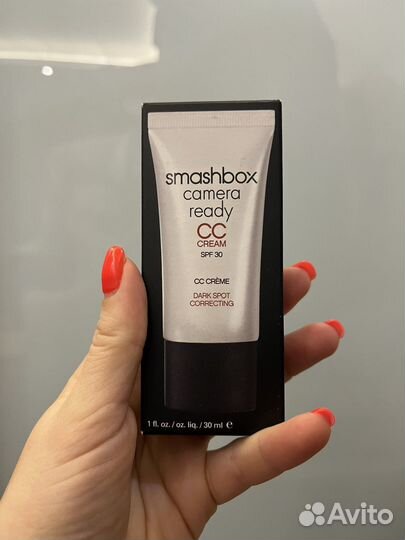 smashbox
camera
ready
CC
CREAM
SPF 30
CC CRÈME
DARK SPOT
CORRECTING
1 fl. oz. / oz. liq. / 30 ml ℮
Avito